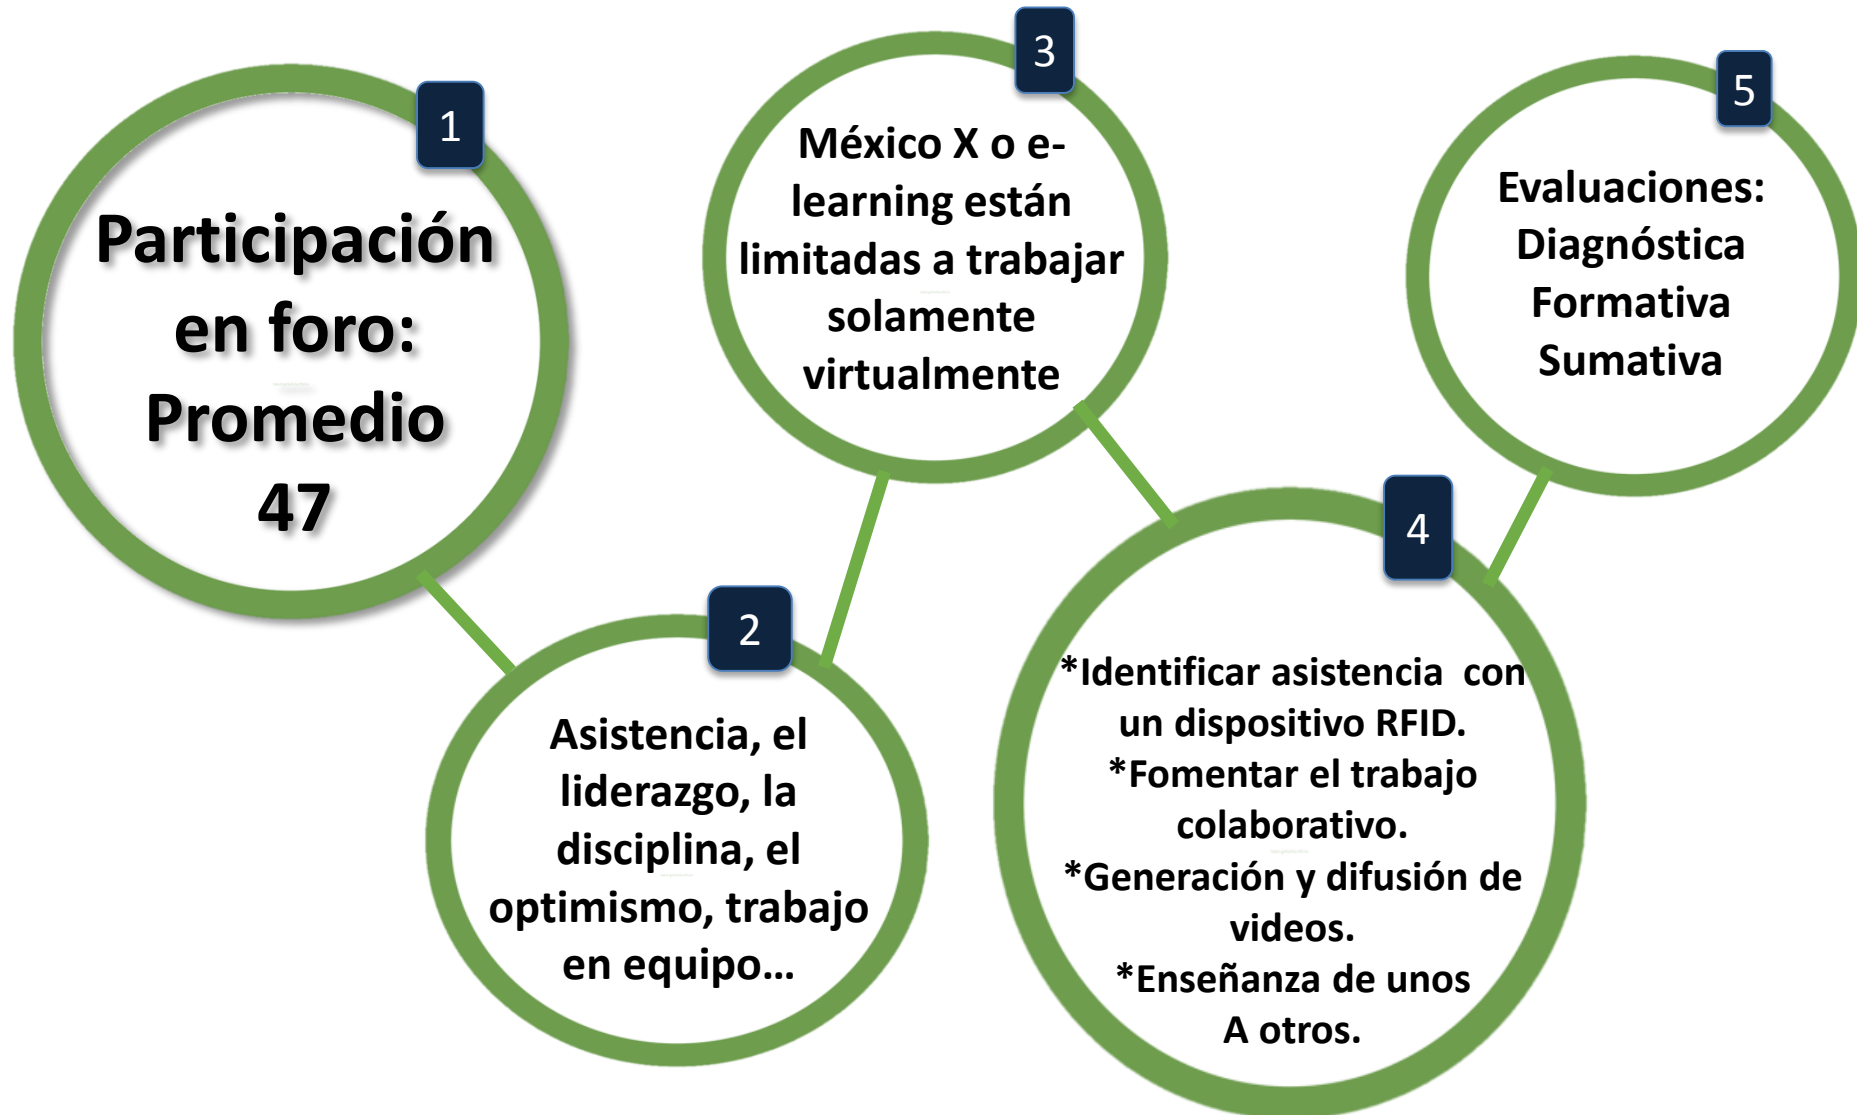 1
Participación
en foro:
Promedio
47
2
Asistencia, el
liderazgo, la
disciplina, el
optimismo, trabajo
en equipo...
3
México X o e-
learning están
limitadas a trabajar
solamente
virtualmente
4
*Identificar asistencia con
un dispositivo RFID.
*Fomentar el trabajo
colaborativo.
*Generación y difusión de
videos.
*Enseñanza de unos
A otros.
5
Evaluaciones:
Diagnóstica
Formativa
Sumativa